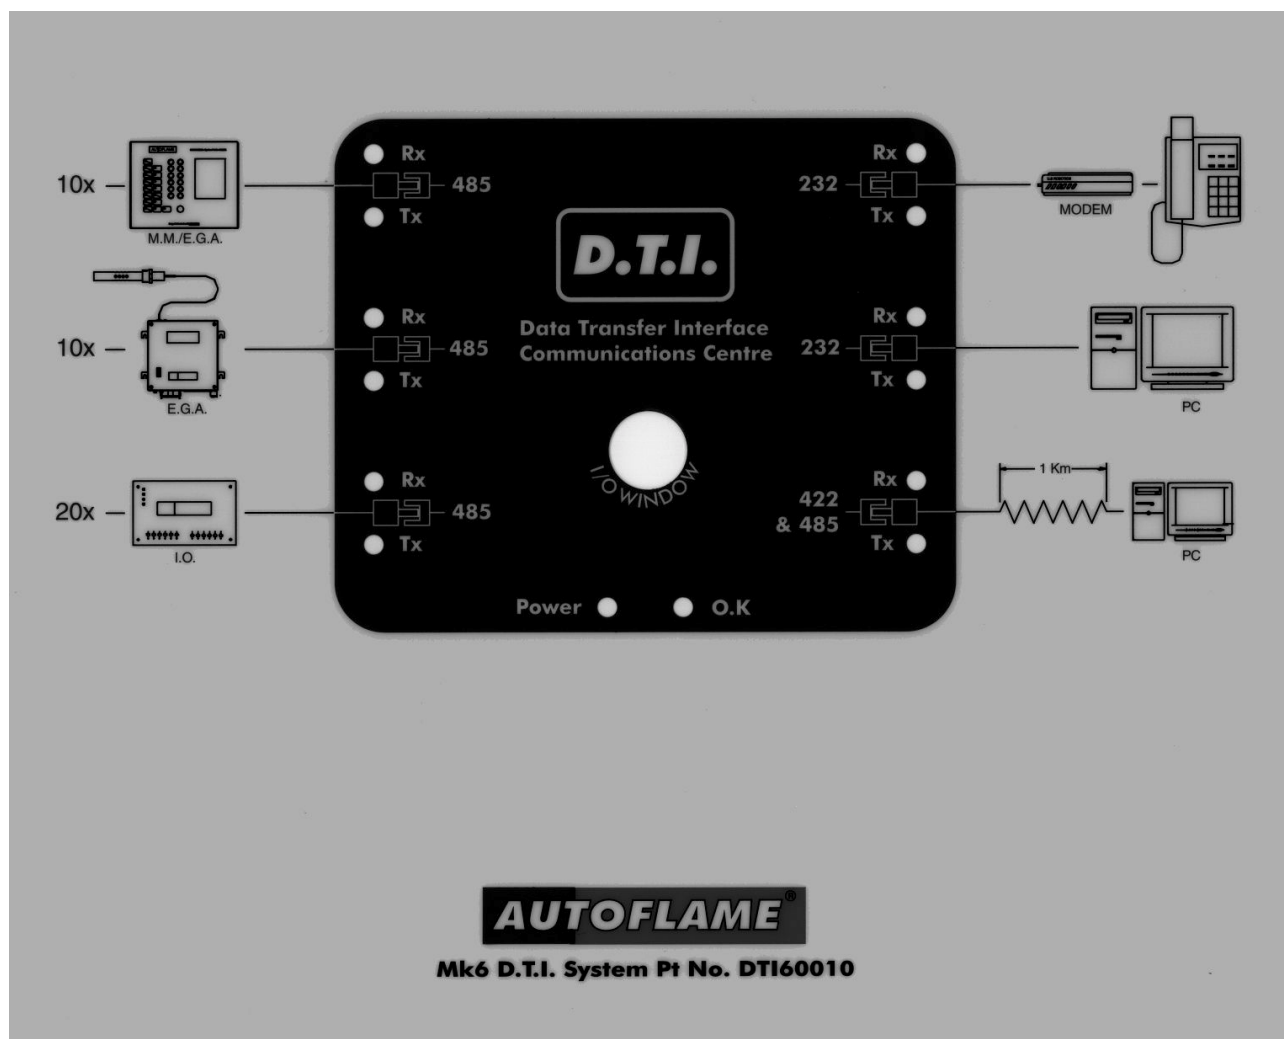 10x
M.M./E.G.A.
Rx
485
Tx
10x
E.G.A.
Rx
485
Tx
20x
I.O.
Rx
485
Tx
D.T.I.
Data Transfer Interface
Communications Centre
I/O WINDOW
Power
O.K
Rx
232
Tx
MODEM
Rx
232
Tx
PC
Rx
422
& 485
Tx
1 Km
PC
AUTOFLAME®
Mk6 D.T.I. System Pt No. DTI60010